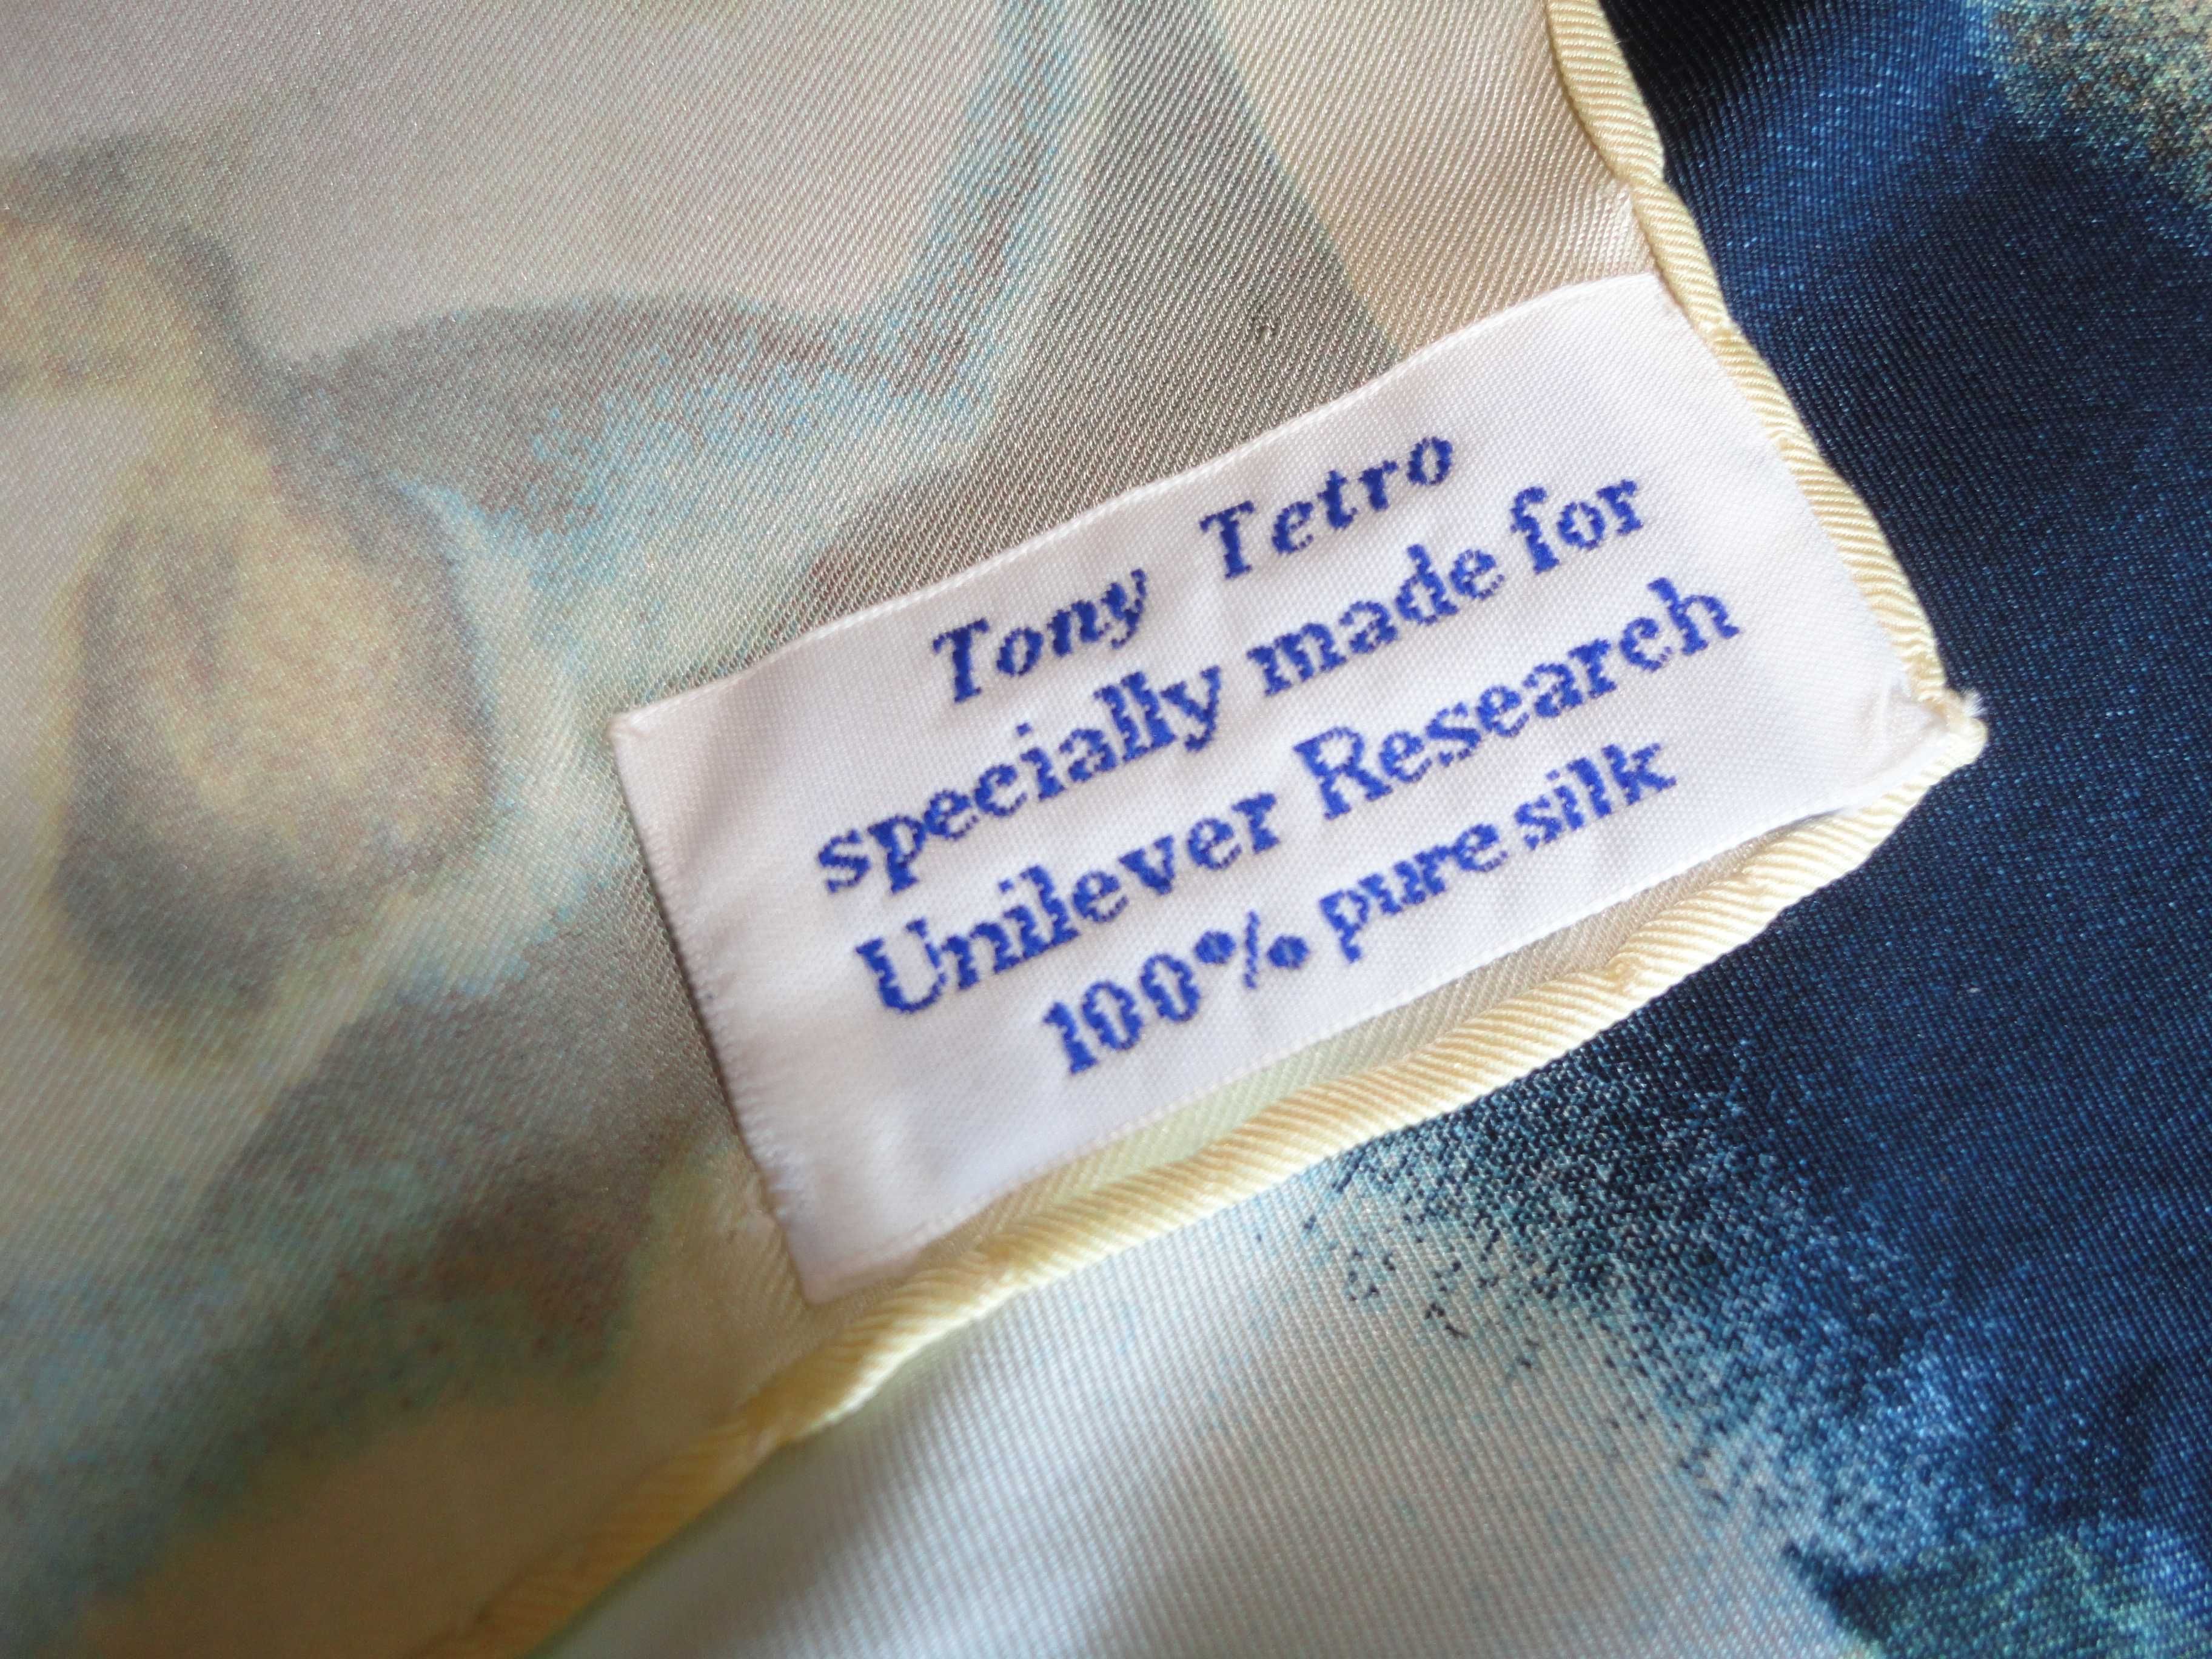 Tony Tetro
specially made for
Unilever Research
100% pure silk